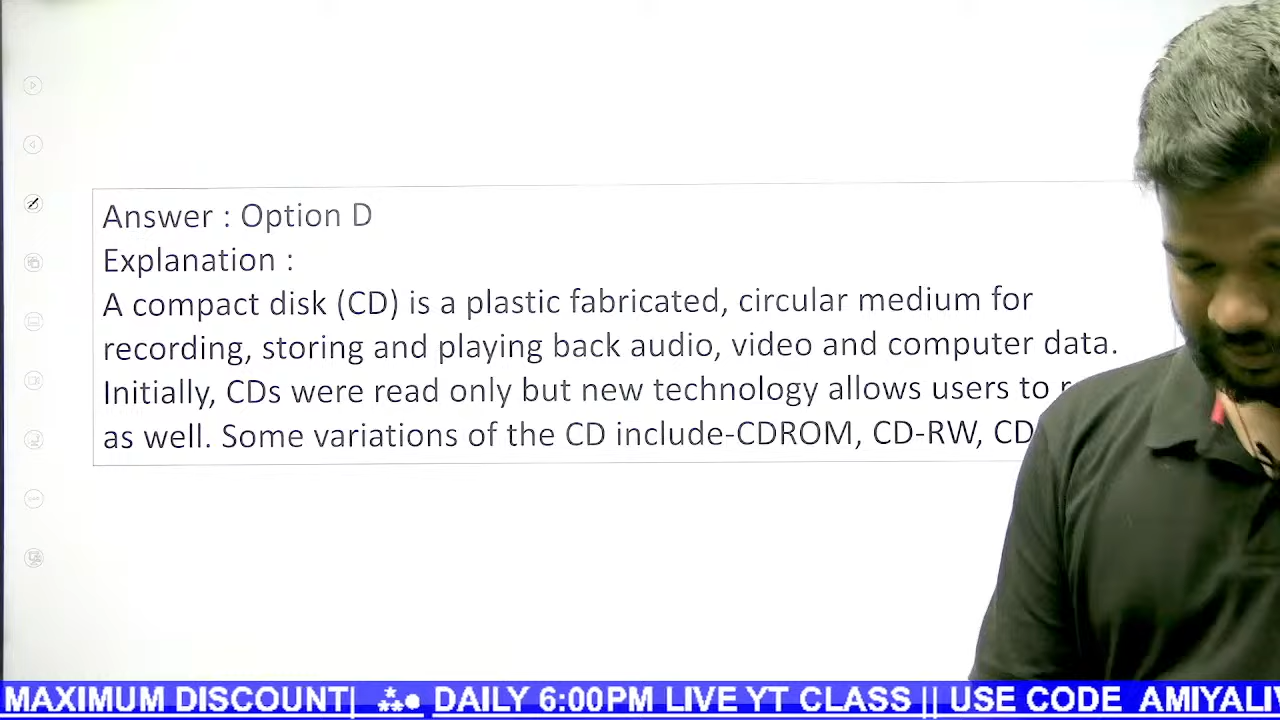 Answer : Option D
Explanation :
A compact disk (CD) is a plastic fabricated, circular medium for
recording, storing and playing back audio, video and computer data.
Initially, CDs were read only but new technology allows users to
as well. Some variations of the CD include-CDROM, CD-RW, CD
MAXIMUM DISCOUNT| DAILY 6:00PM LIVE YT CLASS || USE CODE AMIYALIV